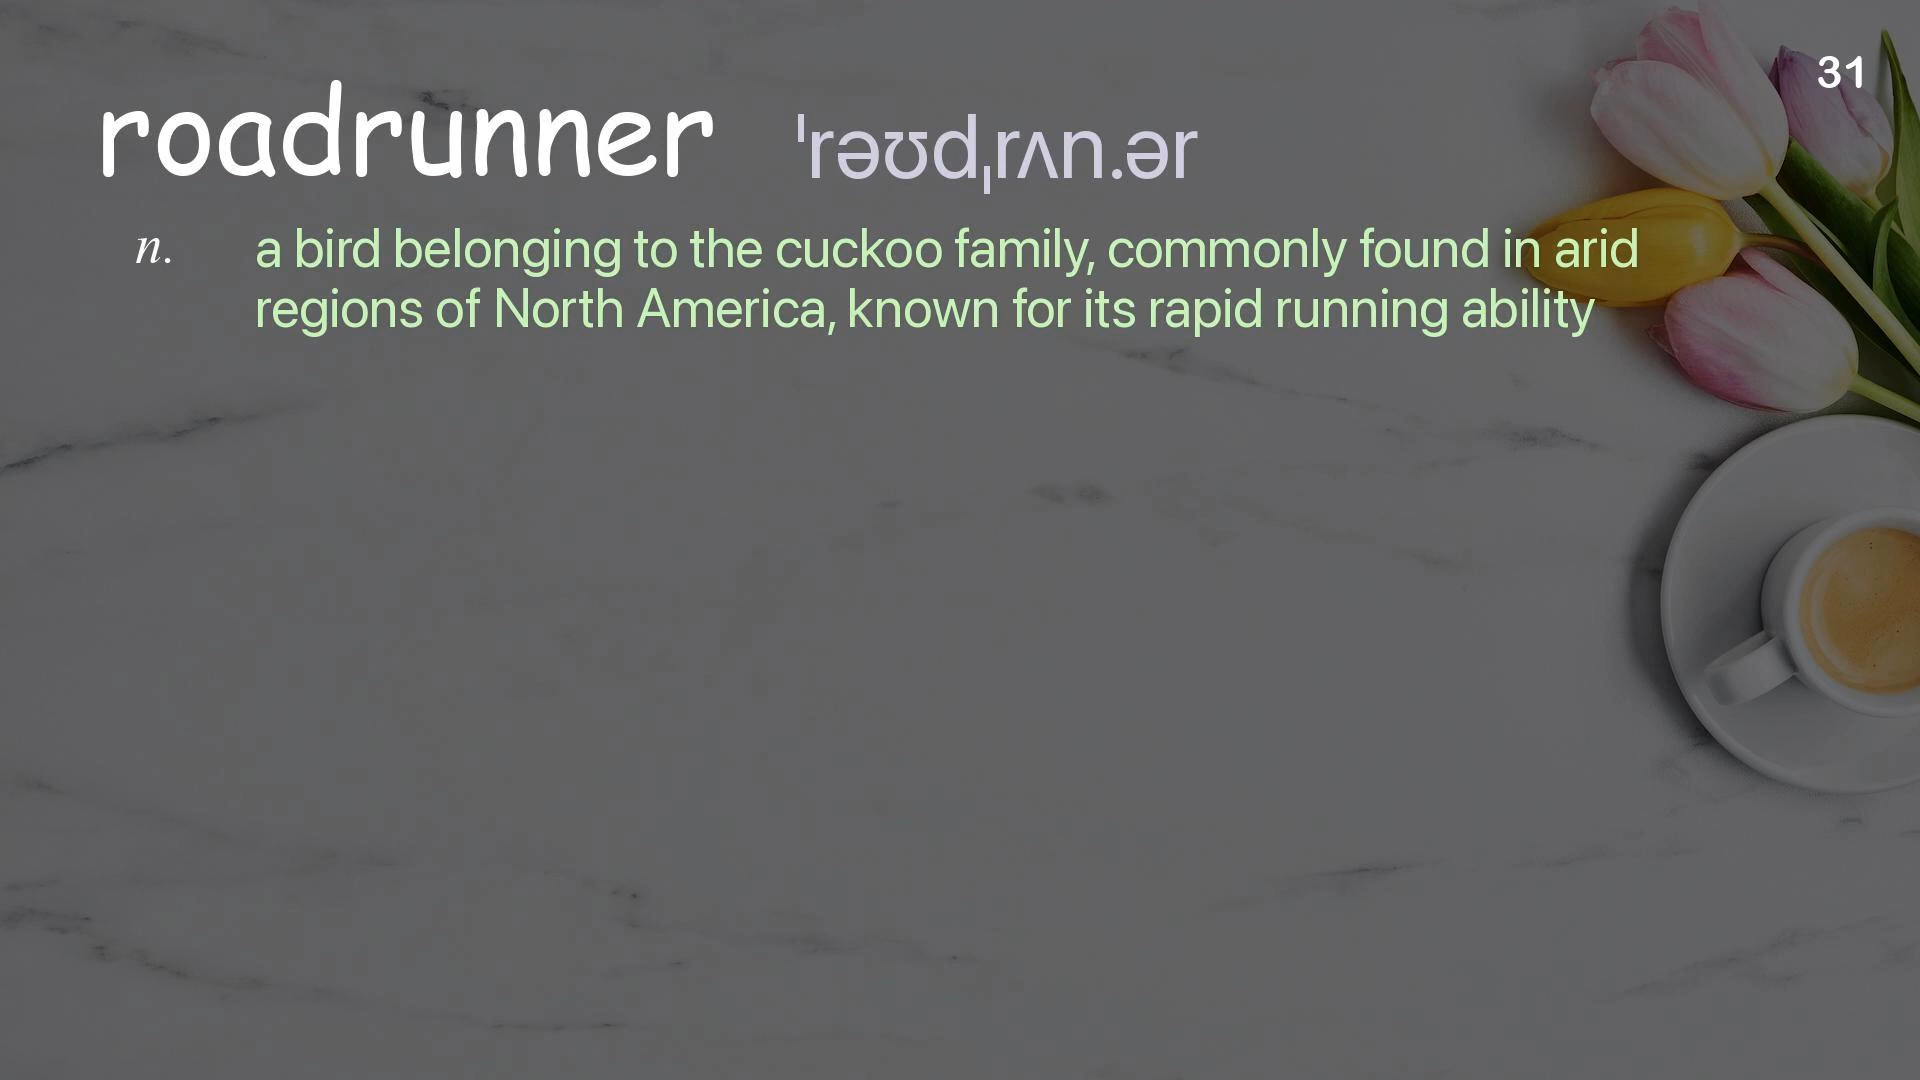 31
roadrunner ˈrəʊdˌrʌn.ər
n. a bird belonging to the cuckoo family, commonly found in arid
regions of North America, known for its rapid running ability